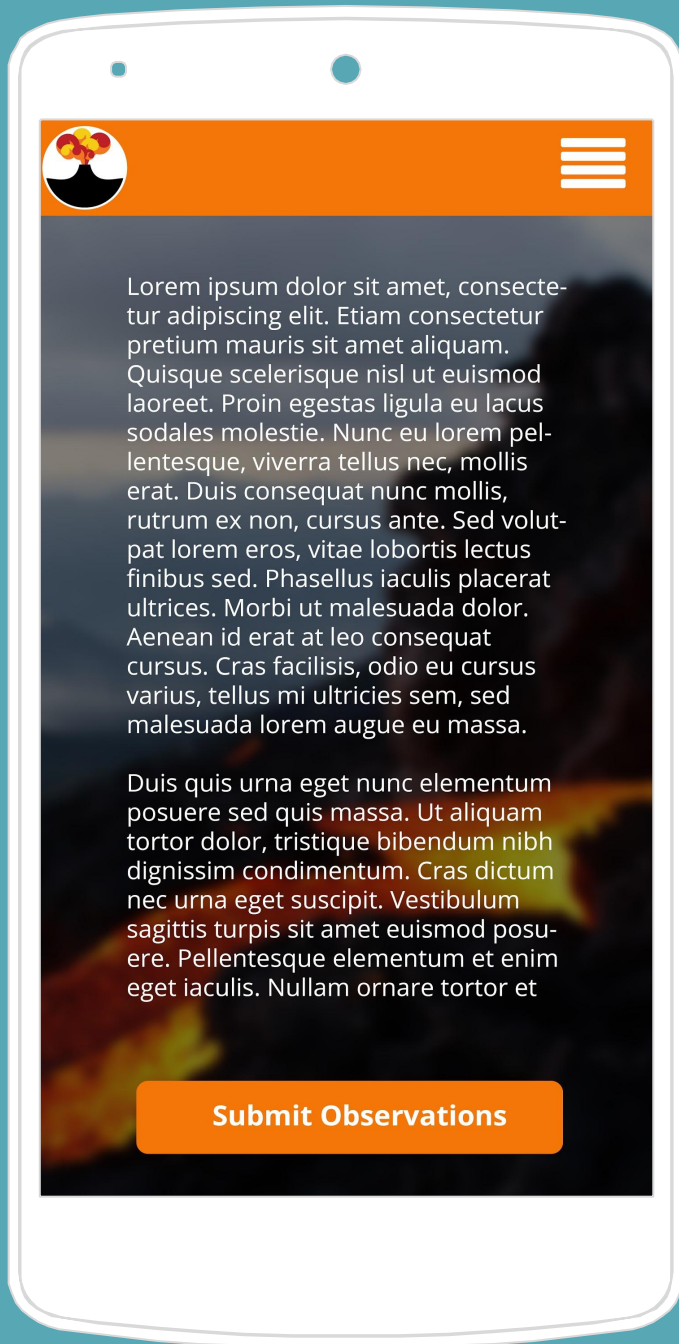 Lorem ipsum dolor sit amet, consecte-
tur adipiscing elit. Etiam consectetur
pretium mauris sit amet aliquam.
Quisque scelerisque nisl ut euismod
laoreet. Proin egestas ligula eu lacus
sodales molestie. Nunc eu lorem pel-
lentesque, viverra tellus nec, mollis
erat. Duis consequat nunc mollis,
rutrum ex non, cursus ante. Sed volut-
pat lorem eros, vitae lobortis lectus
finibus sed. Phasellus iaculis placerat
ultrices. Morbi ut malesuada dolor.
Aenean id erat at leo consequat
cursus. Cras facilisis, odio eu cursus
varius, tellus mi ultricies sem, sed
malesuada lorem augue eu massa.
Duis quis urna eget nunc elementum
posuere sed quis massa. Ut aliquam
tortor dolor, tristique bibendum nibh
dignissim condimentum. Cras dictum
nec urna eget suscipit. Vestibulum
sagittis turpis sit amet euismod posu-
ere. Pellentesque elementum et enim
eget iaculis. Nullam ornare tortor et
Submit Observations